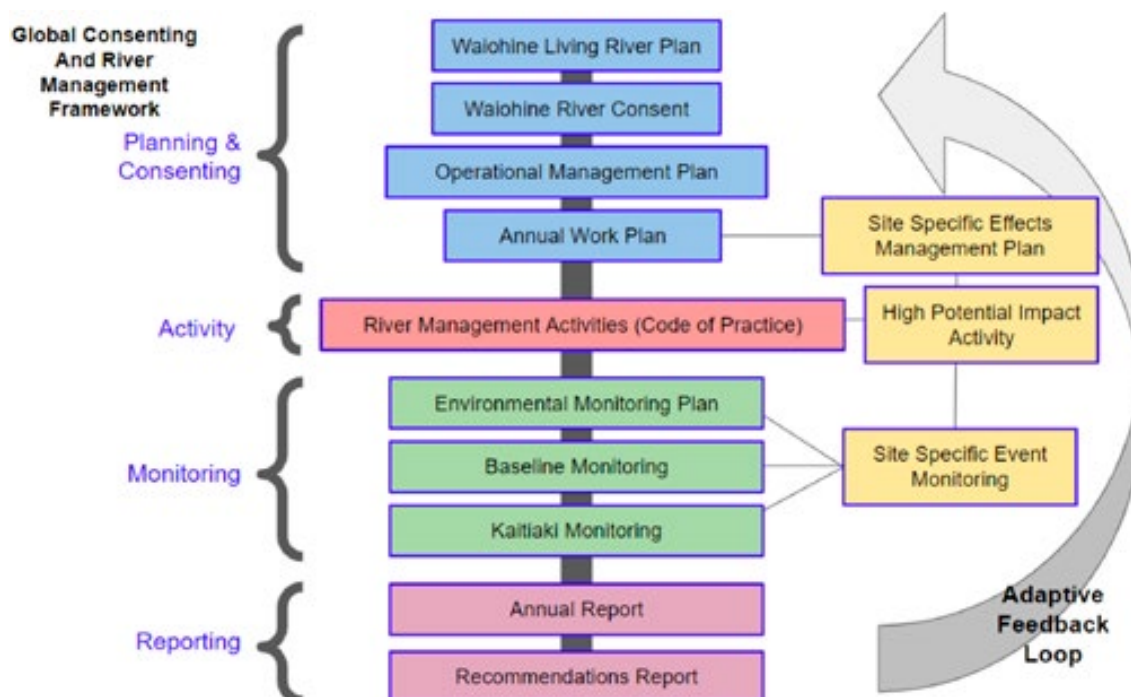 Global Consenting
And River
Management
Framework
Planning &
Consenting
Waiohine Living River Plan
Waiohine River Consent
Operational Management Plan
Annual Work Plan
Site Specific Effects
Management Plan
Activity
River Management Activities (Code of Practice)
High Potential Impact
Activity
Monitoring
Environmental Monitoring Plan
Baseline Monitoring
Kaitiaki Monitoring
Site Specific Event
Monitoring
Reporting
Annual Report
Recommendations Report
Adaptive
Feedback
Loop